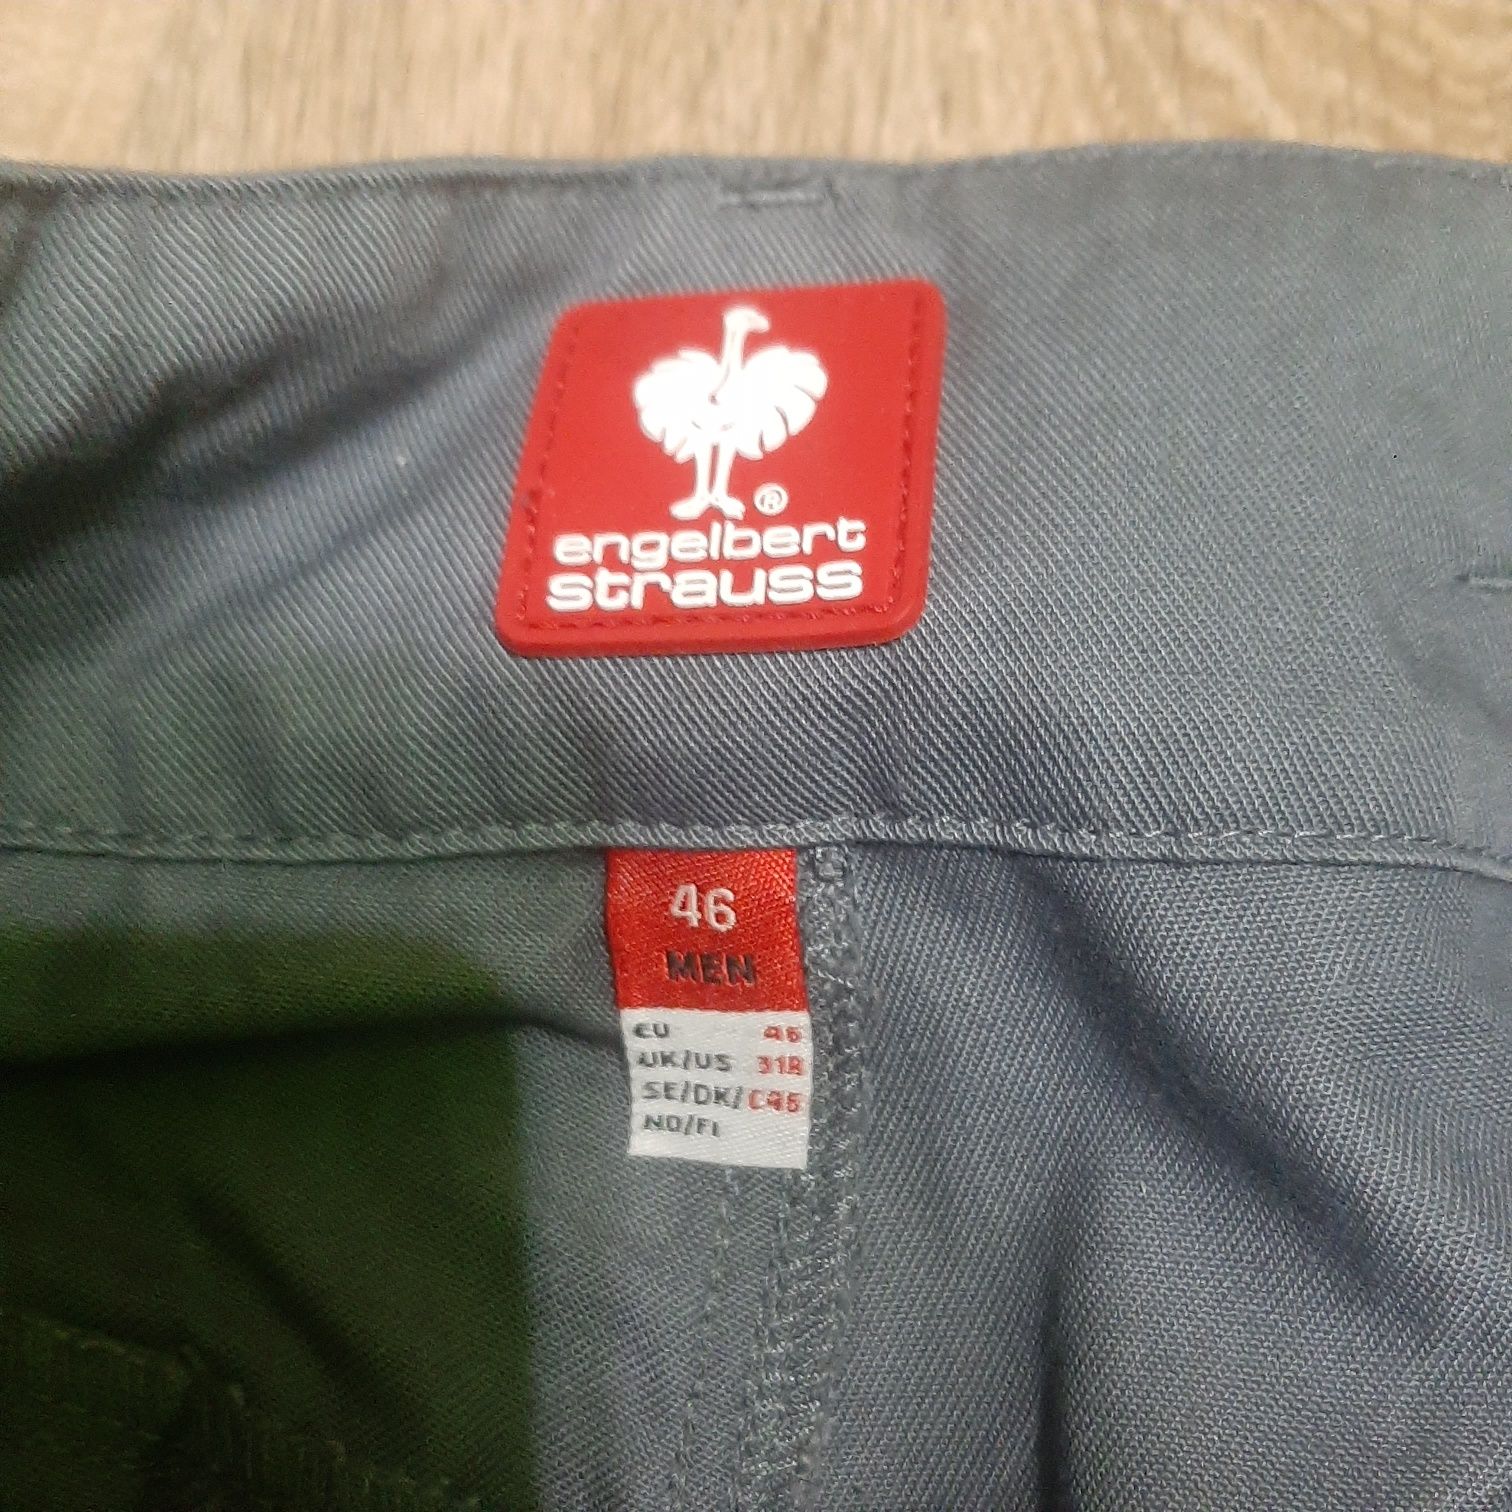 ®
engelbert
strauss
46
MEN
EU 46
UK/US 31R
SE/DK/ C46
NO/FI